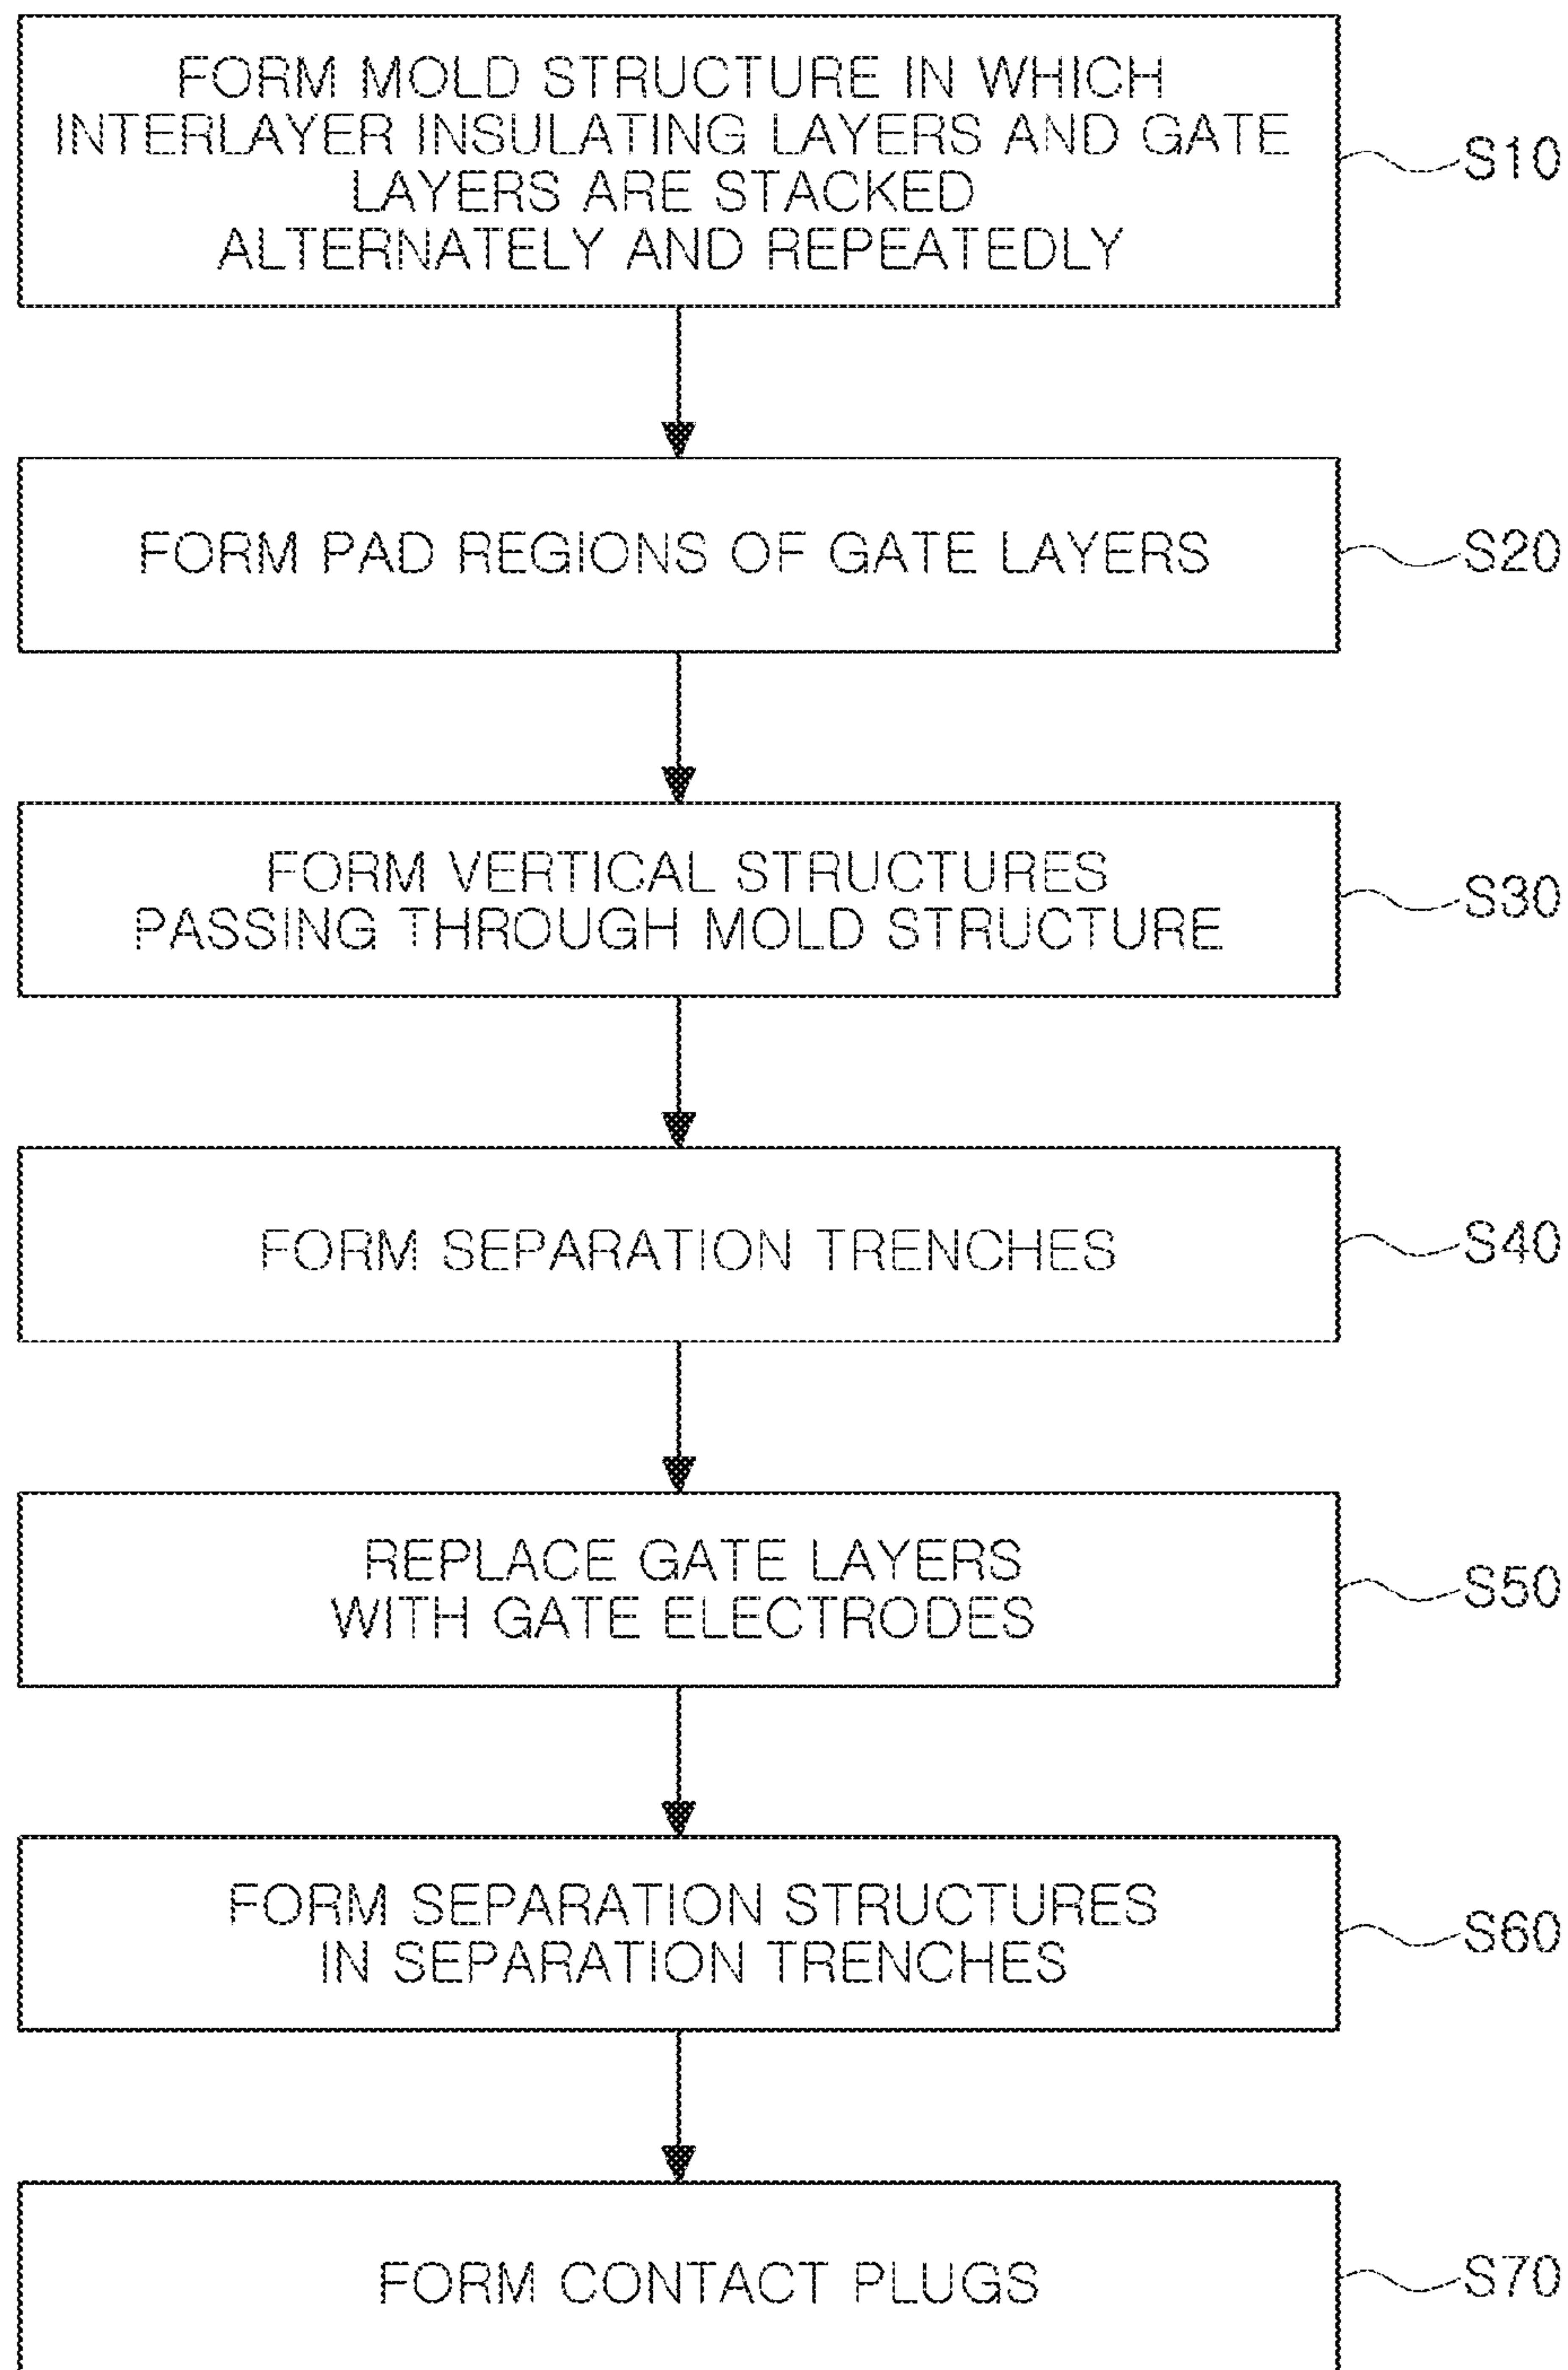 FORM MOLD STRUCTURE IN WHICH
INTERLAYER INSULATING LAYERS AND GATE
LAYERS ARE STACKED
ALTERNATELY AND REPEATEDLY
S10
FORM PAD REGIONS OF GATE LAYERS
S20
FORM VERTICAL STRUCTURES
PASSING THROUGH MOLD STRUCTURE
S30
FORM SEPARATION TRENCHES
S40
REPLACE GATE LAYERS
WITH GATE ELECTRODES
S50
FORM SEPARATION STRUCTURES
IN SEPARATION TRENCHES
S60
FORM CONTACT PLUGS
S70